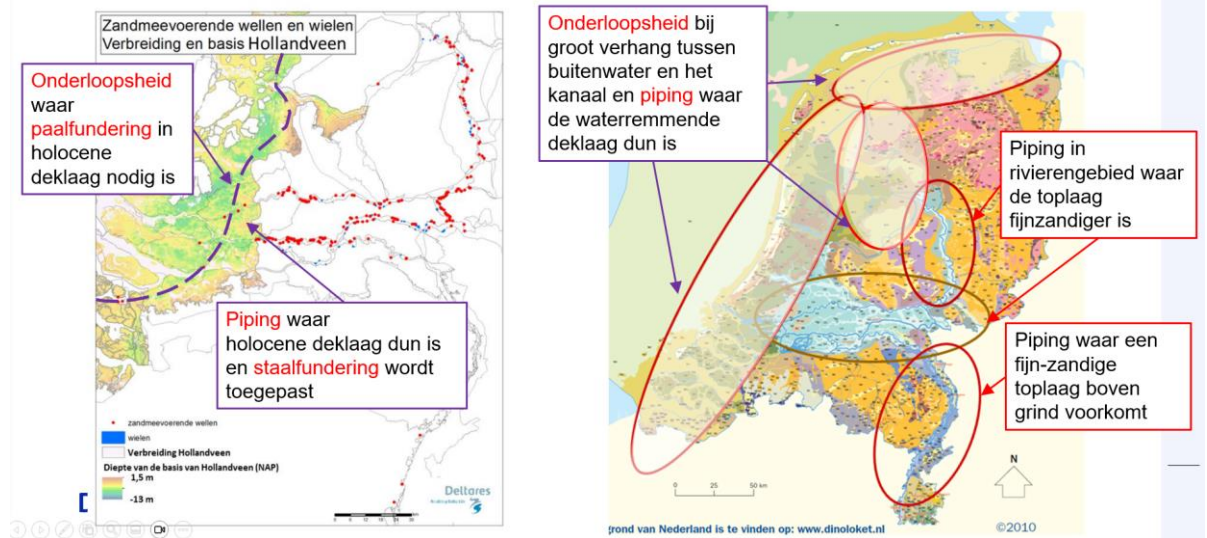 Zandmeevoerende wellen en wielen
Verbreiding en basis Hollandveen
Onderloopsheid
waar
paalfundering in
holocene
deklaag nodig is
Piping waar
holocene deklaag dun is
en staalfundering wordt
toegepast
zandmeevoerende wellen
wielen
Verbreiding Hollandveen
Diepte van de basis van Hollandveen (NAP)
1,5 m
-13 m
Deltares
Onderloopsheid bij
groot verhang tussen
buitenwater en het
kanaal en piping waar
de waterremmende
deklaag dun is
Piping in
rivierengebied waar
de toplaag
fijnzandiger is
Piping waar een
fijn-zandige
toplaag boven
grind voorkomt
N
0 25 50 km
grond van Nederland is te vinden op: www.dinoloket.nl
©2010